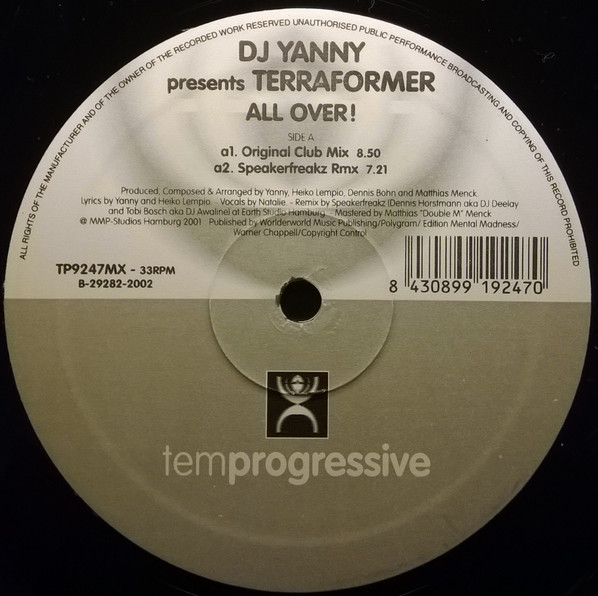 ALL RIGHTS OF THE MANUFACTURER AND OF THE OWNER OF THE RECORDED WORK RESERVED UNAUTHORISED PUBLIC PERFORMANCE BROADCASTING AND COPYING OF THIS RECORD PROHIBITED
DJ YANNY
presents TERRAFORMER
ALL OVER!
SIDE A
a1. Original Club Mix 8.50
a2. Speakerfreakz Rmx 7.21
Produced, Composed & Arranged by Yanny, Heiko Lempio, Dennis Bohn and Matthias Menck.
Lyrics by Yanny and Heiko Lempio - Vocals by Natalie. - Remix by Speakerfreakz (Dennis Horstmann aka DJ Deelay
and Tobi Bosch aka DJ Awaline) at Earth Studio Hamburg - Mastered by Matthias "Double M" Menck
@ MMP-Studios Hamburg 2001 Published by Worlderworld Music Publishing/Polygram/ Edition Mental Madness/
Warner Chappell/Copyright Control
TP9247MX - 33RPM
B-29282-2002
8 430899 192470
temprogressive